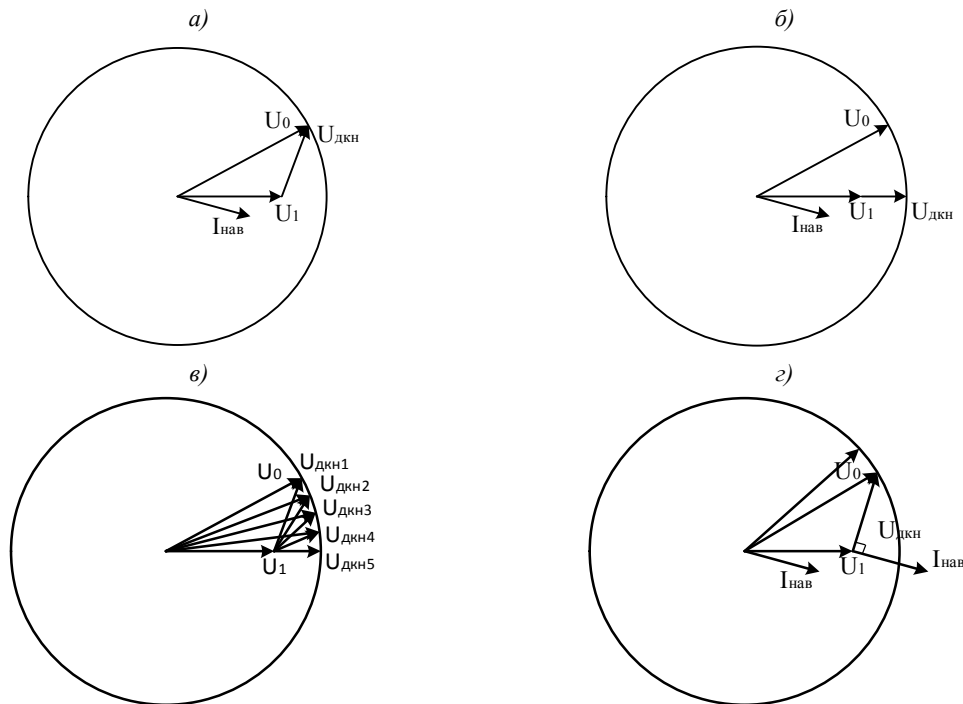 а)
б)
U0
Uдкн
U1
Iнав
U0
U1
Uдкн
Iнав
в)
г)
U0
Uдкн1
Uдкн2
Uдкн3
Uдкн4
Uдкн5
U1
U0
Uдкн
U1
Iнав
Iнав